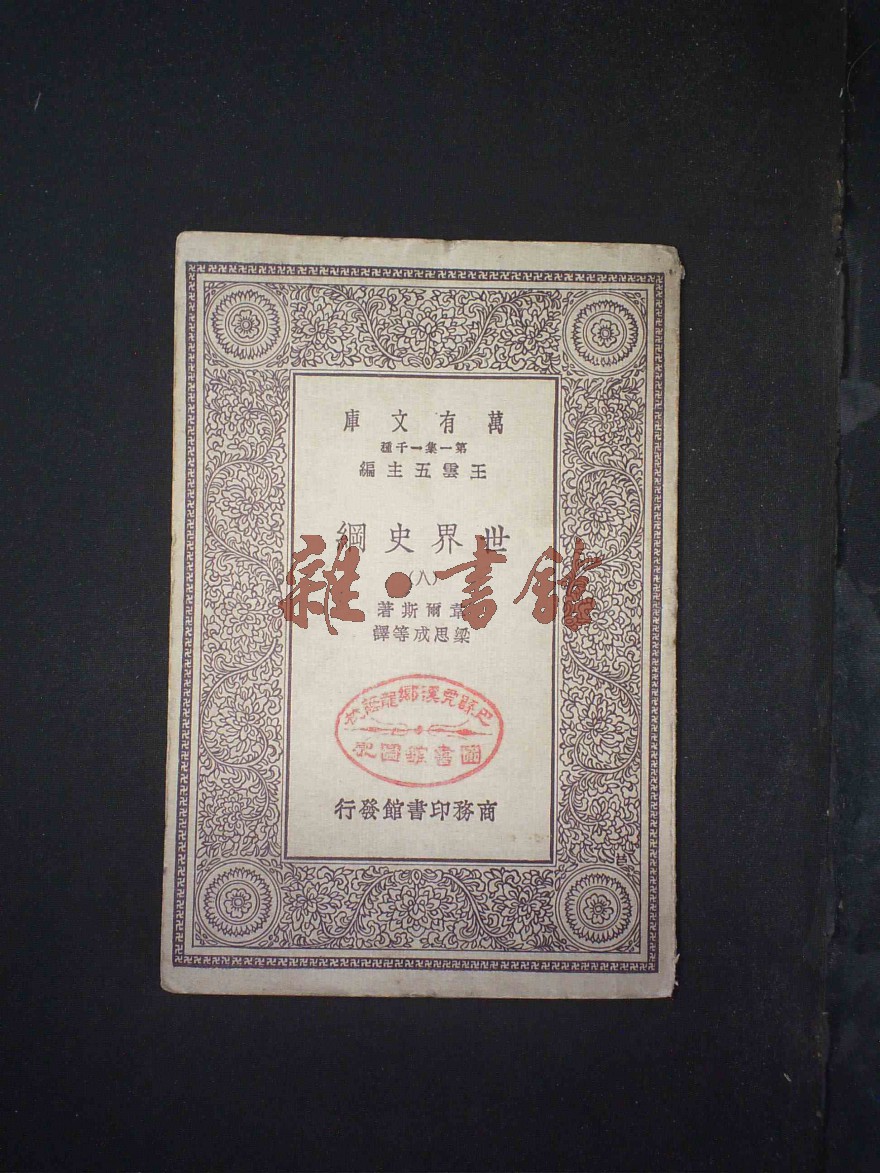 萬有文庫
第一集一千種
王雲五主編
世界史綱
(八)
韋爾斯著
梁思成等譯
雜·書館
圖書
商務印書館發行